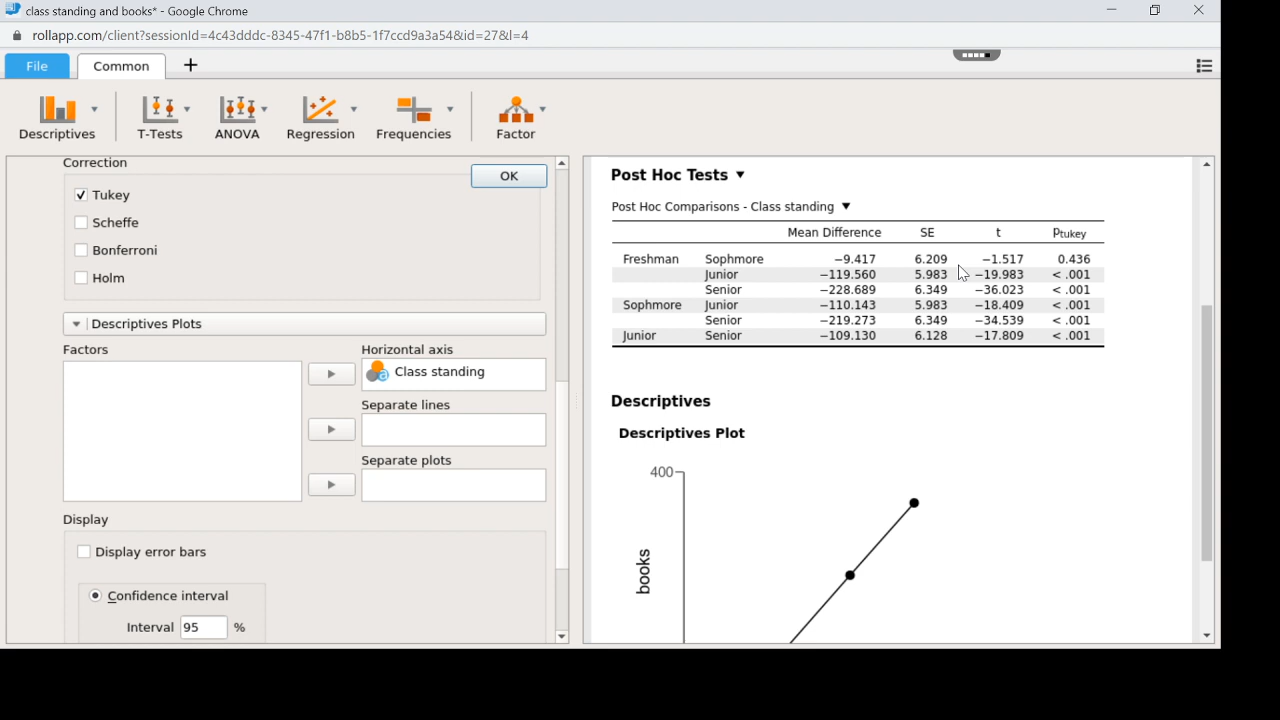 class standing and books* - Google Chrome
rollapp.com/client?sessionId=4c43dddc-8345-47f1-b8b5-1f7ccd9a3a54&id=27&l=4
File Common +
Descriptives T-Tests ANOVA Regression Frequencies Factor
Correction
OK
Tukey
Scheffe
Bonferroni
Holm
Descriptives Plots
Factors
Horizontal axis
Class standing
Separate lines
Separate plots
Display
Display error bars
Confidence interval
Interval 95 %
Post Hoc Tests
Post Hoc Comparisons - Class standing
Mean Difference SE t ptukey
Freshman Sophmore −9.417 6.209 −1.517 0.436
Junior −119.560 5.983 −19.983 < .001
Senior −228.689 6.349 −36.023 < .001
Sophmore Junior −110.143 5.983 −18.409 < .001
Senior −219.273 6.349 −34.539 < .001
Junior Senior −109.130 6.128 −17.809 < .001
Descriptives
Descriptives Plot
400
books